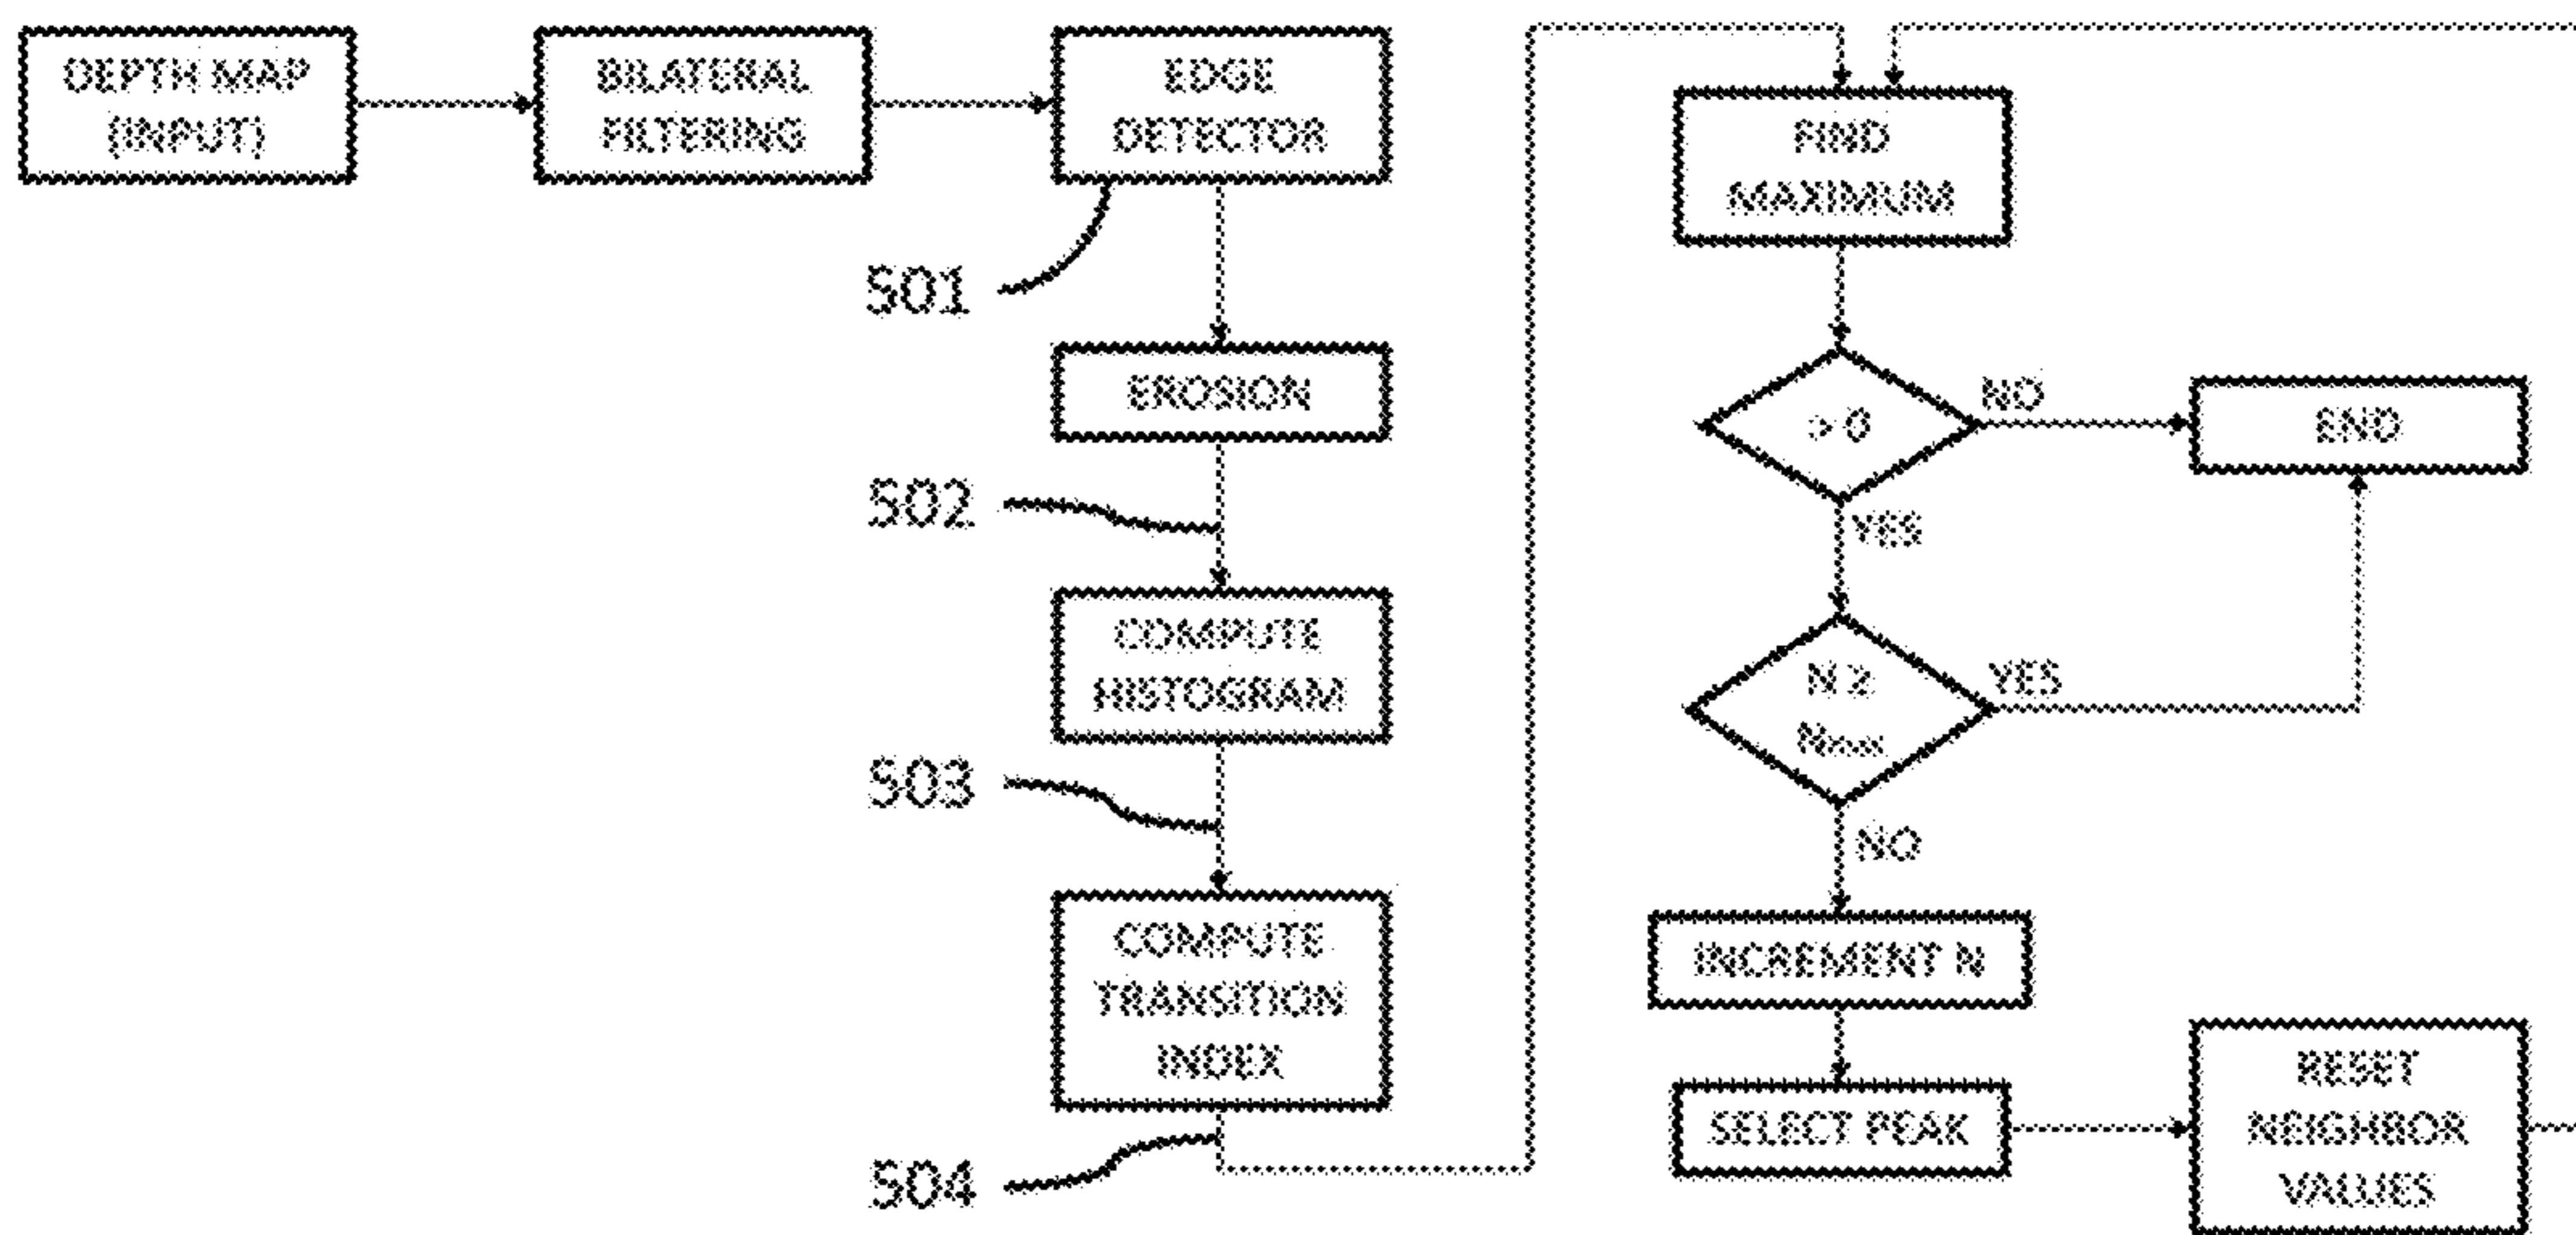 DEPTH MAP
(INPUT)
BILATERAL
FILTERING
EDGE
DETECTOR
S01
EROSION
S02
COMPUTE
HISTOGRAM
S03
COMPUTE
TRANSITION
INDEX
S04
FIND
MAXIMUM
> 0
NO
END
YES
N ≥
Nmax
YES
NO
INCREMENT N
SELECT PEAK
RESET
NEIGHBOR
VALUES